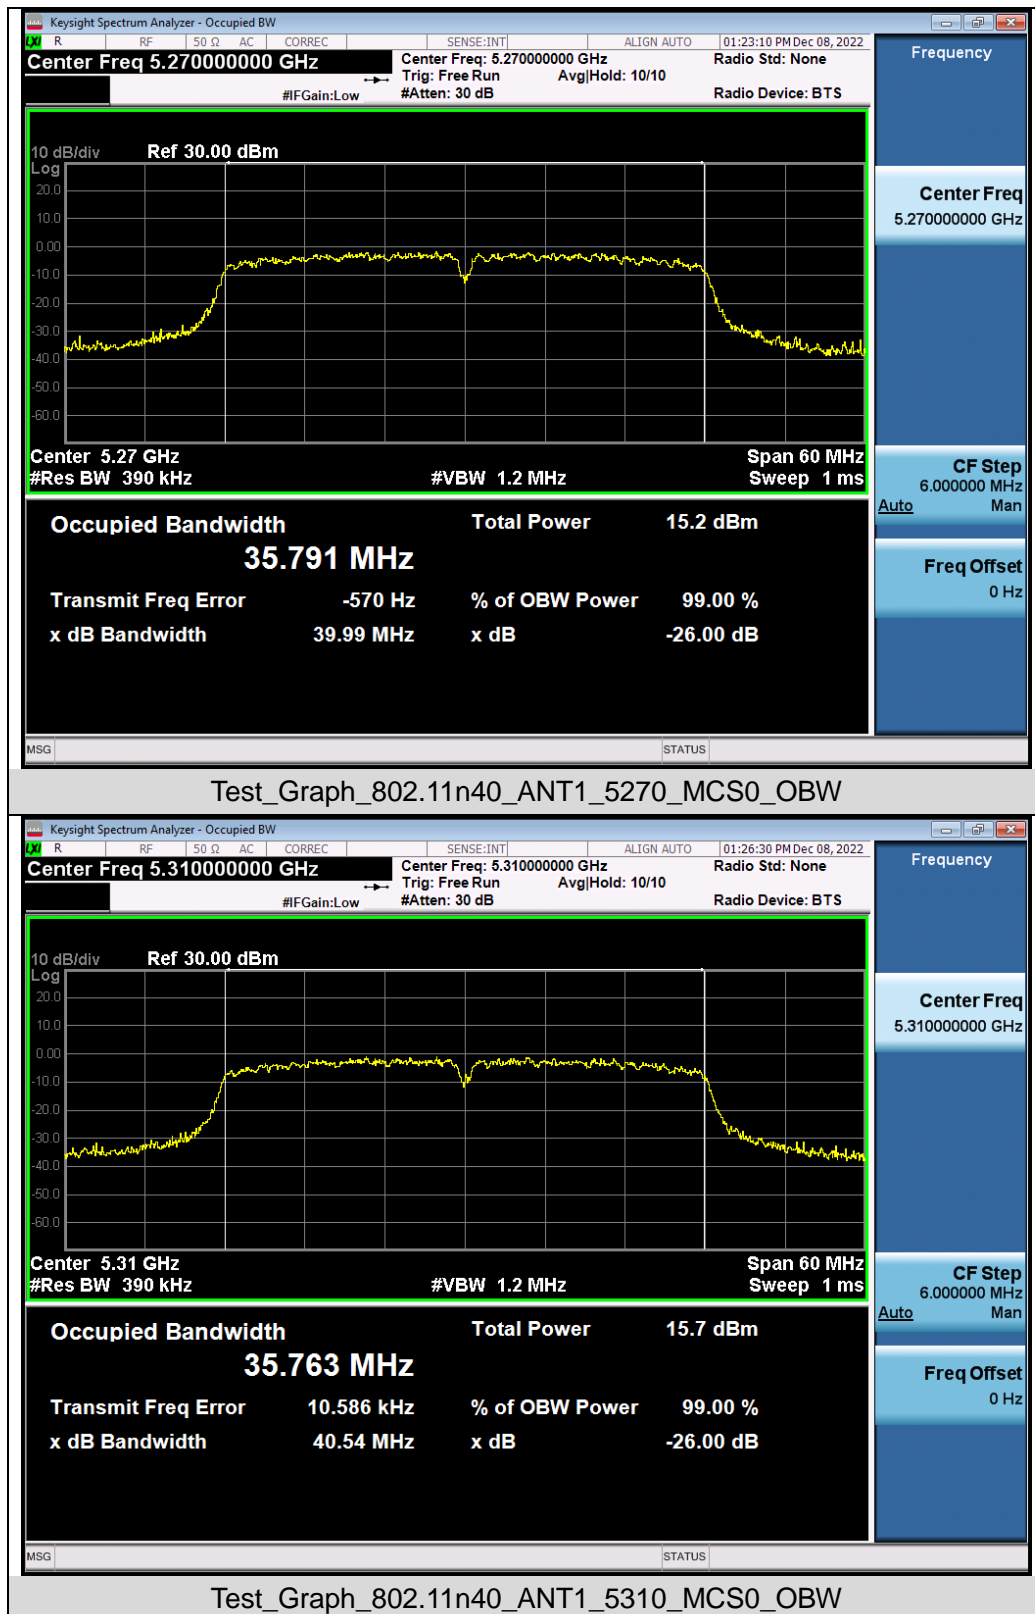 Keysight Spectrum Analyzer - Occupied BW
LXI R RF 50 Ω AC CORREC SENSE:INT ALIGN AUTO 01:23:10 PM Dec 08, 2022
Center Freq 5.270000000 GHz
Center Freq: 5.270000000 GHz Radio Std: None
Trig: Free Run Avg|Hold: 10/10
#IFGain:Low #Atten: 30 dB Radio Device: BTS
Frequency
10 dB/div Ref 30.00 dBm
Log
20.0
10.0
0.00
-10.0
-20.0
-30.0
-40.0
-50.0
-60.0
Center 5.27 GHz Span 60 MHz
#Res BW 390 kHz #VBW 1.2 MHz Sweep 1 ms
Center Freq
5.270000000 GHz
CF Step
6.000000 MHz
Auto Man
Freq Offset
0 Hz
Occupied Bandwidth Total Power 15.2 dBm
35.791 MHz
Transmit Freq Error -570 Hz % of OBW Power 99.00 %
x dB Bandwidth 39.99 MHz x dB -26.00 dB
MSG STATUS
Test_Graph_802.11n40_ANT1_5270_MCS0_OBW
Keysight Spectrum Analyzer - Occupied BW
LXI R RF 50 Ω AC CORREC SENSE:INT ALIGN AUTO 01:26:30 PM Dec 08, 2022
Center Freq 5.310000000 GHz
Center Freq: 5.310000000 GHz Radio Std: None
Trig: Free Run Avg|Hold: 10/10
#IFGain:Low #Atten: 30 dB Radio Device: BTS
Frequency
10 dB/div Ref 30.00 dBm
Log
20.0
10.0
0.00
-10.0
-20.0
-30.0
-40.0
-50.0
-60.0
Center 5.31 GHz Span 60 MHz
#Res BW 390 kHz #VBW 1.2 MHz Sweep 1 ms
Center Freq
5.310000000 GHz
CF Step
6.000000 MHz
Auto Man
Freq Offset
0 Hz
Occupied Bandwidth Total Power 15.7 dBm
35.763 MHz
Transmit Freq Error 10.586 kHz % of OBW Power 99.00 %
x dB Bandwidth 40.54 MHz x dB -26.00 dB
MSG STATUS
Test_Graph_802.11n40_ANT1_5310_MCS0_OBW